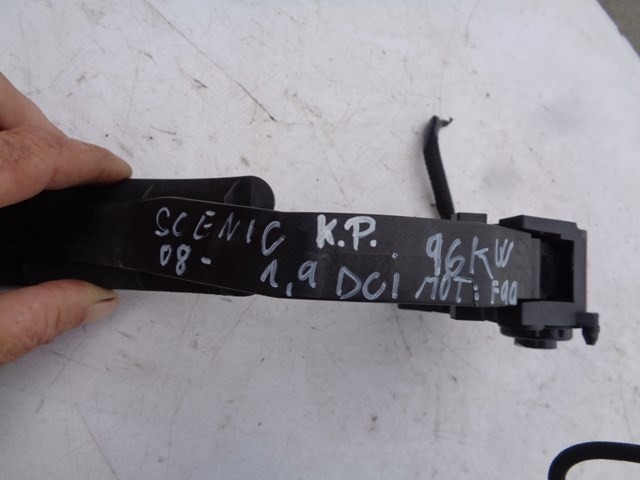 SCENIC K.P. 96KW
08- 1,9 DCI MOT: F9Q